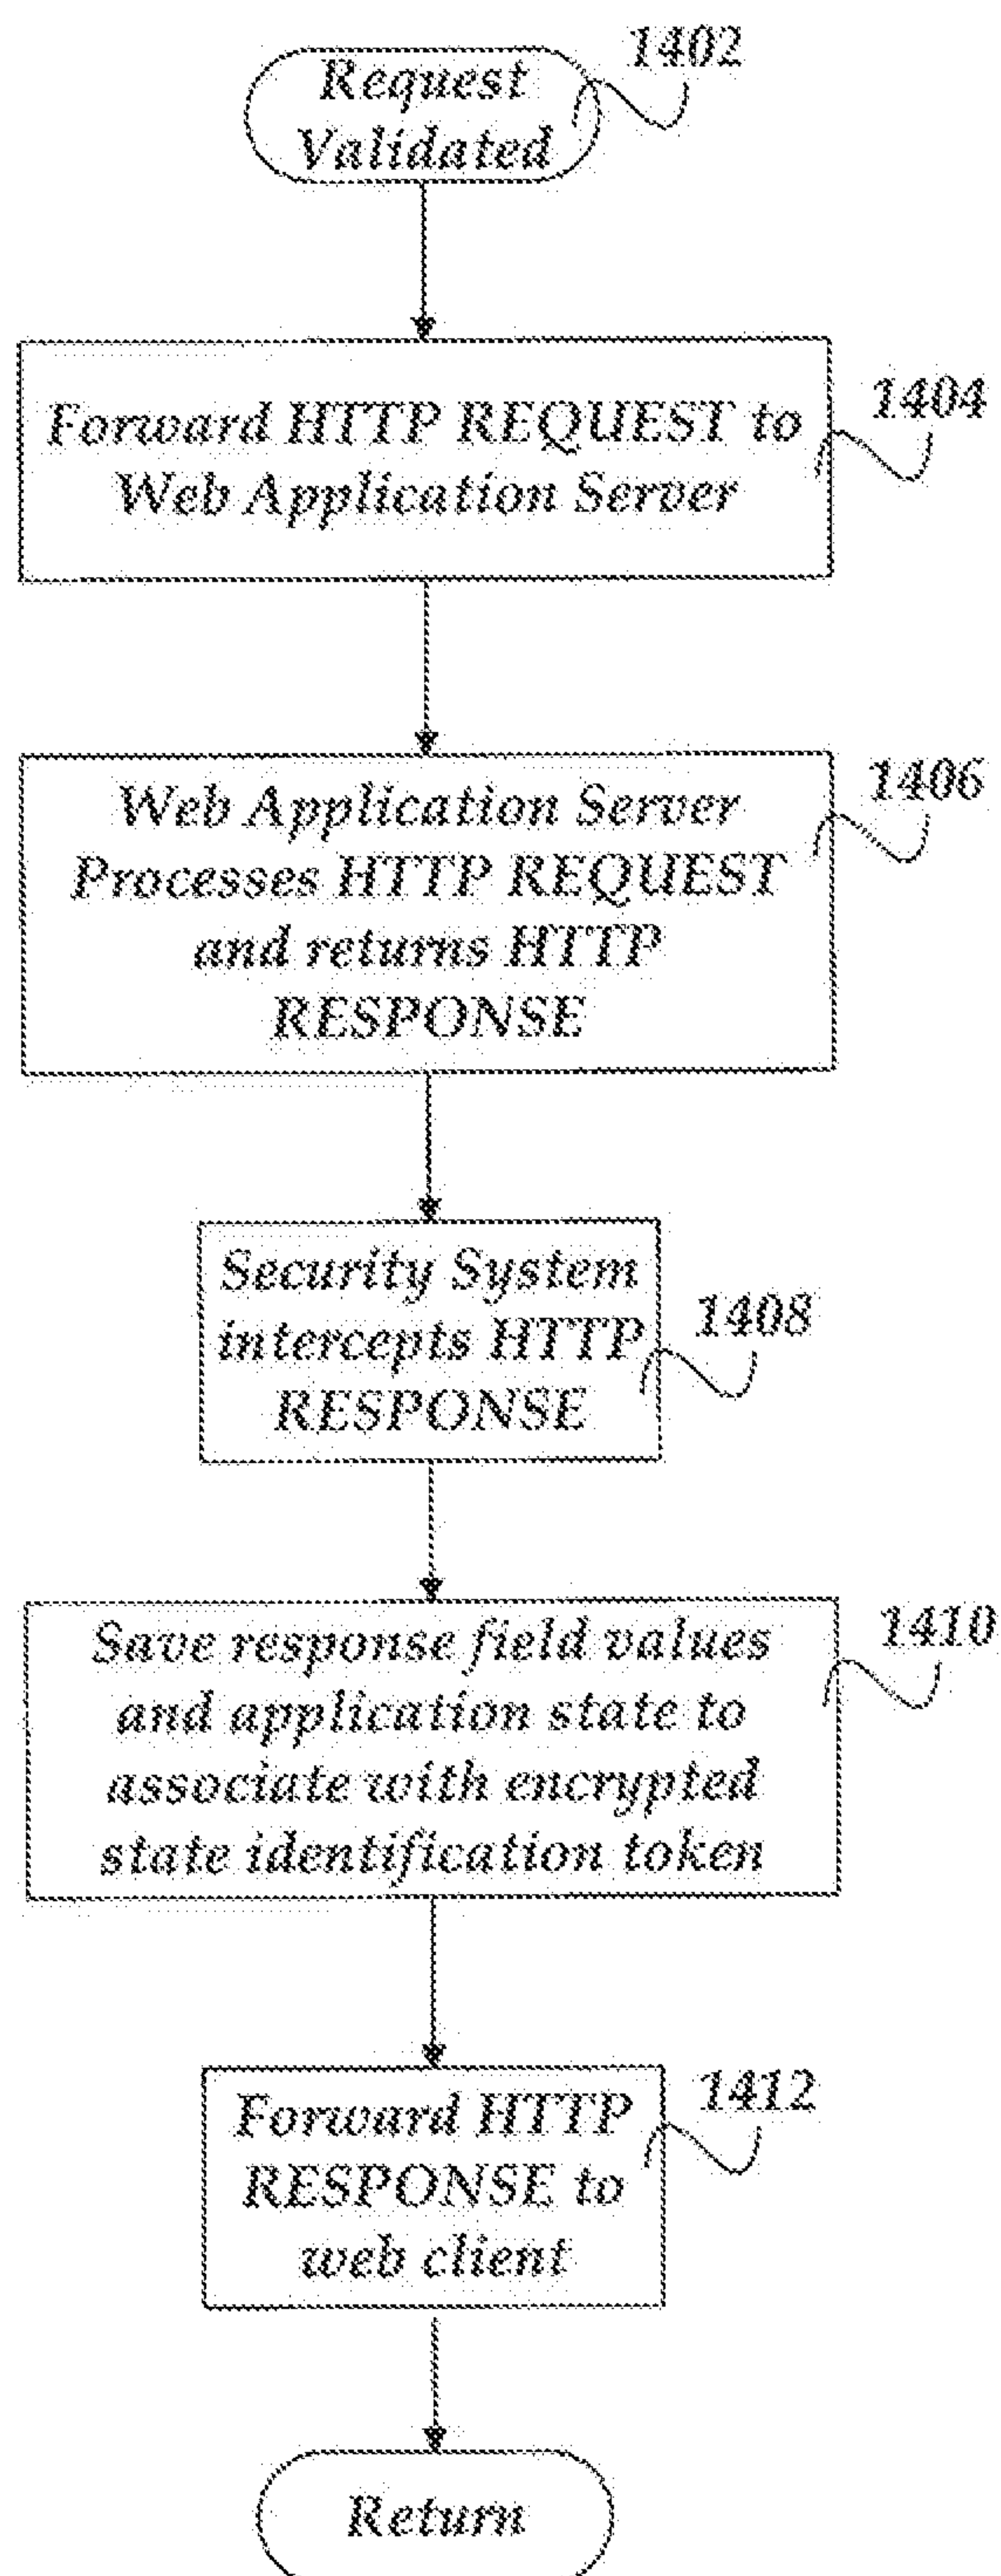 1402
Request
Validated
1404
Forward HTTP REQUEST to
Web Application Server
1406
Web Application Server
Processes HTTP REQUEST
and returns HTTP
RESPONSE
Security System
1408
intercepts HTTP
RESPONSE
1410
Save response field values
and application state to
associate with encrypted
state identification token
1412
Forward HTTP
RESPONSE to
web client
Return